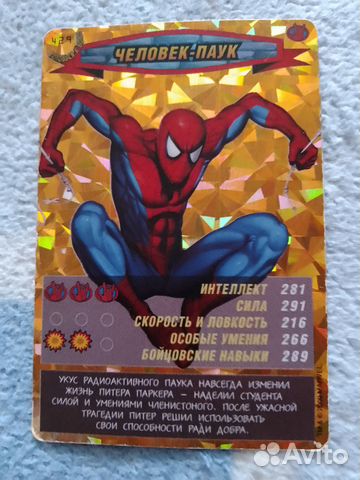 429
ЧЕЛОВЕК-ПАУК
ИНТЕЛЛЕКТ 281
СИЛА 291
СКОРОСТЬ И ЛОВКОСТЬ 216
ОСОБЫЕ УМЕНИЯ 266
БОЙЦОВСКИЕ НАВЫКИ 289
УКУС РАДИОАКТИВНОГО ПАУКА НАВСЕГДА ИЗМЕНИЛ
ЖИЗНЬ ПИТЕРА ПАРКЕРА – НАДЕЛИЛ СТУДЕНТА
СИЛОЙ И УМЕНИЯМИ ЧЛЕНИСТОНОГО. ПОСЛЕ УЖАСНОЙ
ТРАГЕДИИ ПИТЕР РЕШИЛ ИСПОЛЬЗОВАТЬ
СВОИ СПОСОБНОСТИ РАДИ ДОБРА.
Avito